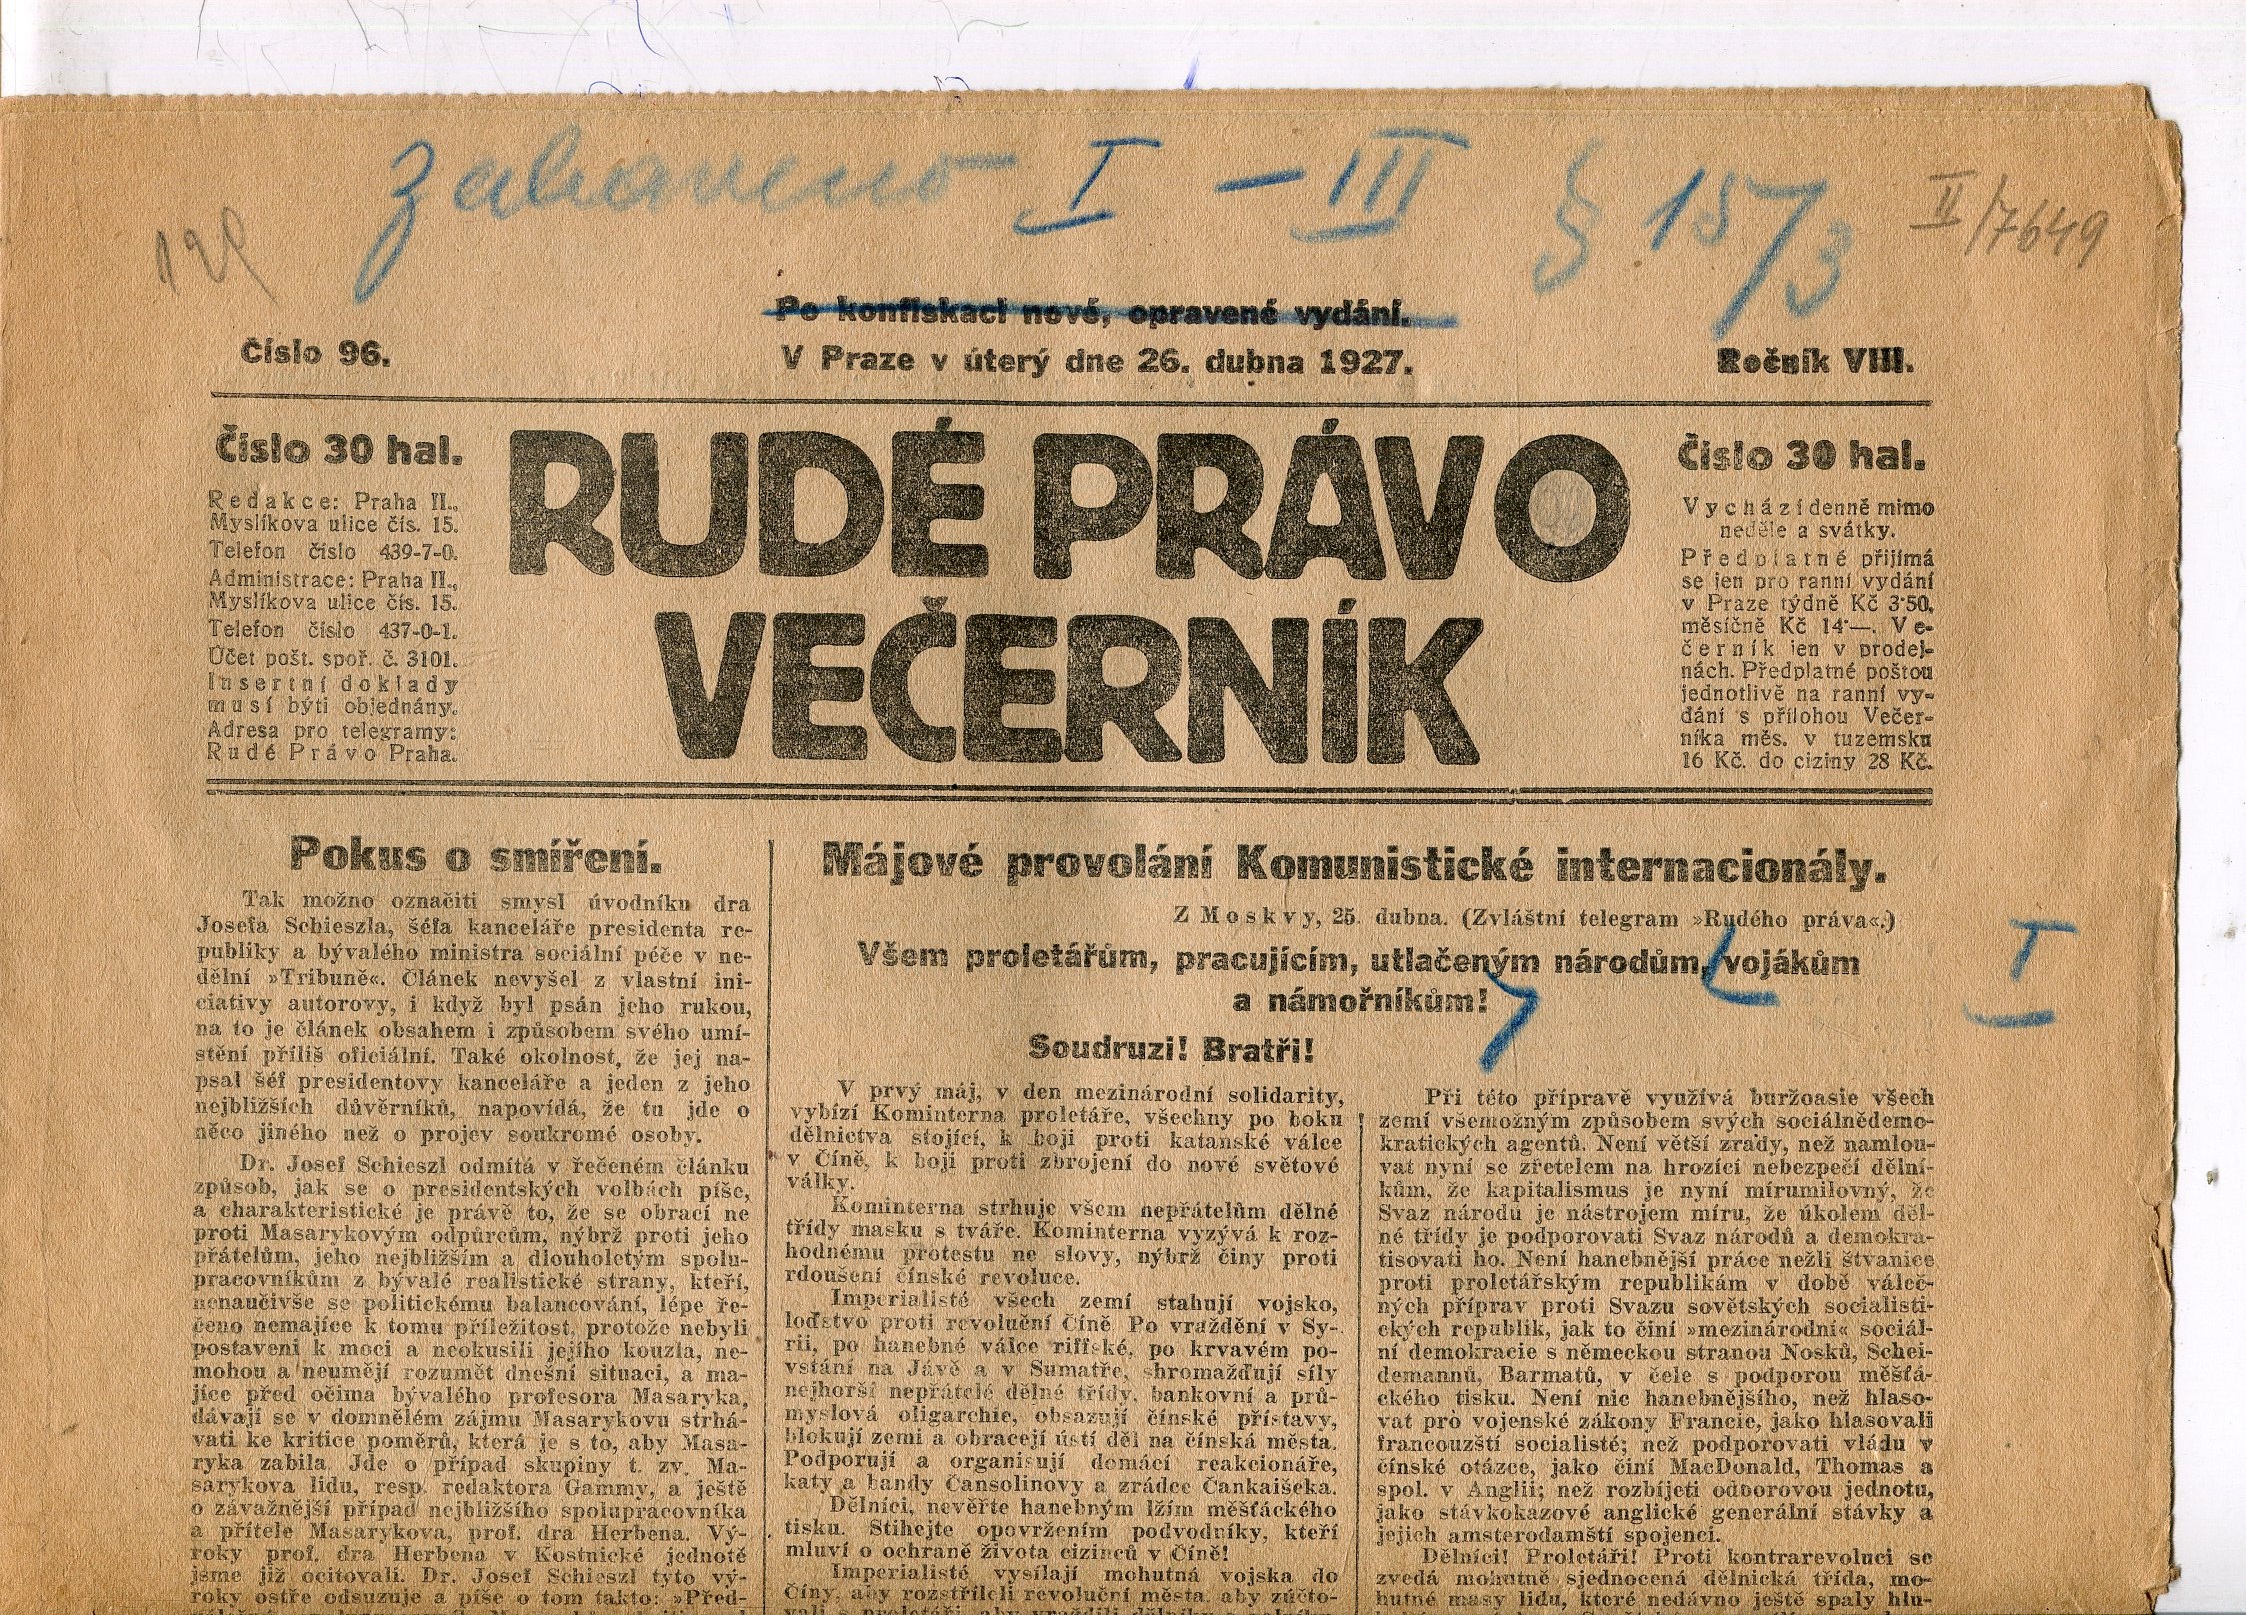 zabaveno I – III § 15/3
II/7649
Po konfiskaci nové, opravené vydání.
Číslo 96.
V Praze v úterý dne 26. dubna 1927.
Ročník VIII.
Číslo 30 hal.
Redakce: Praha II.,
Myslíkova ulice čís. 15.
Telefon číslo 439-7-0.
Administrace: Praha II.,
Myslíkova ulice čís. 15.
Telefon číslo 437-0-1.
Účet pošt. spoř. č. 3101.
Insertní doklady
musí býti objednány.
Adresa pro telegramy:
Rudé Právo Praha.
RUDÉ PRÁVO
VEČERNÍK
Číslo 30 hal.
Vychází denně mimo
neděle a svátky.
Předplatné přijímá
se jen pro ranní vydání
v Praze týdně Kč 3·50,
měsíčně Kč 14·—. Ve-
černík jen v prodej-
nách. Předplatné poštou
jednotlivě na ranní vy-
dání s přílohou Večer-
níka měs. v tuzemsku
16 Kč. do ciziny 28 Kč.
Pokus o smíření.
Tak možno označiti smysl úvodníku dra
Josefa Schieszla, šéfa kanceláře presidenta re-
publiky a bývalého ministra sociální péče v ne-
dělní »Tribuně«. Článek nevyšel z vlastní ini-
ciativy autorovy, i když byl psán jeho rukou,
na to je článek obsahem i způsobem svého umí-
stění příliš oficiální. Také okolnost, že jej na-
psal šéf presidentovy kanceláře a jeden z jeho
nejbližších důvěrníků, napovídá, že tu jde o
něco jiného než o projev soukromé osoby.
Dr. Josef Schieszl odmítá v řečeném článku
způsob, jak se o presidentských volbách píše,
a charakteristické je právě to, že se obrací ne
proti Masarykovým odpůrcům, nýbrž proti jeho
přátelům, jeho nejbližším a dlouholetým spolu-
pracovníkům z bývalé realistické strany, kteří,
nenaučivše se politickému balancování, lépe ře-
čeno nemajíce k tomu příležitost, protože nebyli
postaveni k moci a neokusili jejího kouzla, ne-
mohou a neumějí rozumět dnešní situaci, a ma-
jíce před očima bývalého profesora Masaryka,
dávají se v domnělém zájmu Masarykovu strhá-
vati ke kritice poměrů, která je s to, aby Masa-
ryka zabila. Jde o případ skupiny t. zv. Ma-
sarykova lidu, resp. redaktora Gammy, a ještě
o závažnější případ nejbližšího spolupracovníka
a přítele Masarykova, prof. dra Herbena. Vý-
roky prof. dra Herbena v Kostnické jednotě
jsme již ocitovali. Dr. Josef Schieszl tyto vý-
roky ostře odsuzuje a píše o tom takto: »Před-
Májové provolání Komunistické internacionály.
Z Moskvy, 25. dubna. (Zvláštní telegram »Rudého práva«.)
Všem proletářům, pracujícím, utlačeným národům, vojákům
a námořníkům!
I
Soudruzi! Bratři!
V prvý máj, v den mezinárodní solidarity,
vybízí Kominterna proletáře, všechny po boku
dělnictva stojící, k boji proti katanské válce
v Číně, k boji proti zbrojení do nové světové
války.
Kominterna strhuje všem nepřátelům dělné
třídy masku s tváře. Kominterna vyzývá k roz-
hodnému protestu ne slovy, nýbrž činy proti
rdoušení čínské revoluce.
Imperialisté všech zemí stahují vojsko,
loďstvo proti revoluční Číně. Po vraždění v Sy-
rii, po hanebné válce riffské, po krvavém po-
vstání na Jávě a v Sumatře, shromažďují síly
nejhorší nepřátelé dělné třídy, bankovní a prů-
myslová oligarchie, obsazují čínské přístavy,
blokují zemi a obracejí ústí děl na čínská města.
Podporují a organisují domácí reakcionáře,
katy a bandy Čansolinovy a zrádce Čankaišeka.
Dělníci, nevěřte hanebným lžím měšťáckého
tisku. Stihejte opovržením podvodníky, kteří
mluví o ochraně života cizinců v Číně!
Imperialisté vysílají mohutná vojska do
Číny, aby rozstříleli revoluční města, aby zúčto-
Při této přípravě využívá buržoasie všech
zemí všemožným způsobem svých sociálnědemo-
kratických agentů. Není větší zrady, než namlou-
vat nyní se zřetelem na hrozící nebezpečí dělní-
kům, že kapitalismus je nyní mírumilovný, že
Svaz národu je nástrojem míru, že úkolem děl-
né třídy je podporovati Svaz národů a demokra-
tisovati ho. Není hanebnější práce nežli štvanice
proti proletářským republikám v době váleč-
ných příprav proti Svazu sovětských socialisti-
ckých republik, jak to činí »mezinárodní« sociál-
ní demokracie s německou stranou Nosků, Schei-
demannů, Barmatů, v čele s podporou měšťá-
ckého tisku. Není nic hanebnějšího, než hlaso-
vat pro vojenské zákony Francie, jako hlasovali
francouzští socialisté; než podporovati vládu v
čínské otázce, jako činí MacDonald, Thomas a
spol. v Anglii; než rozbíjeti odborovou jednotu,
jako stávkokazové anglické generální stávky a
jejich amsterodamští spojenci.
Dělníci! Proletáři! Proti kontrarevoluci se
zvedá mohutně sjednocená dělnická třída, mo-
hutné masy lidu, které nedávno ještě spaly hlu-